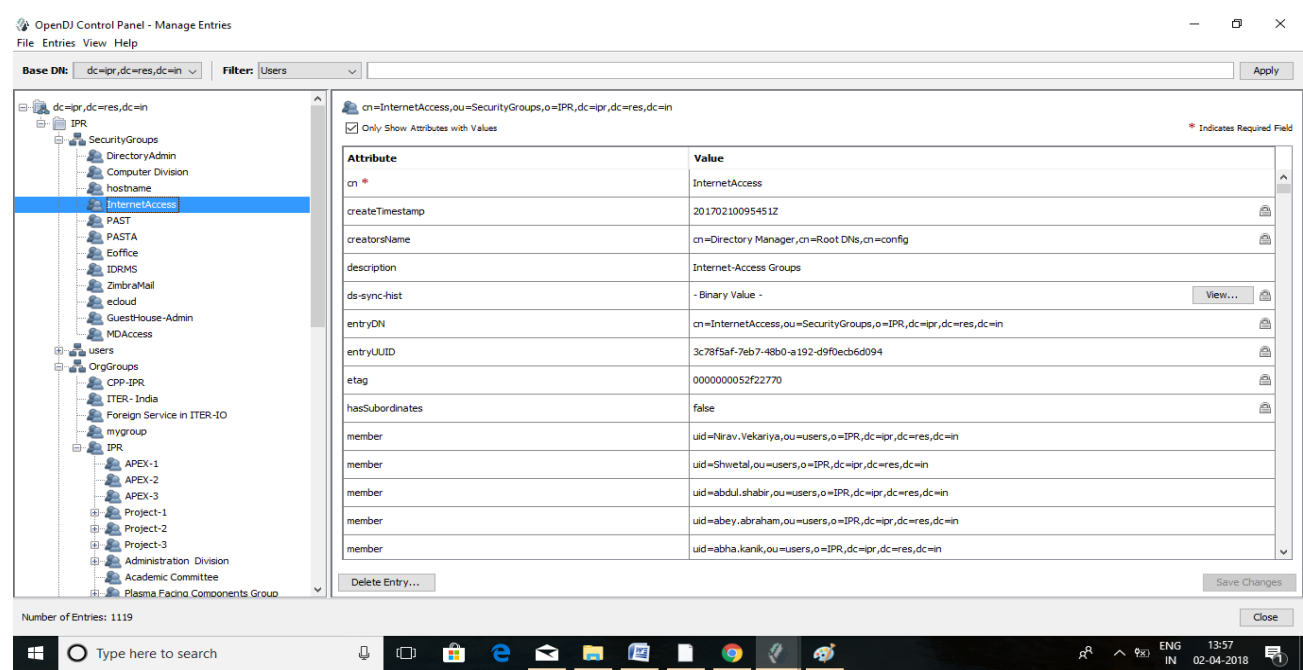 OpenDJ Control Panel - Manage Entries
File Entries View Help
Base DN: dc=ipr,dc=res,dc=in Filter: Users Apply
dc=ipr,dc=res,dc=in
IPR
SecurityGroups
DirectoryAdmin
Computer Division
hostname
InternetAccess
PAST
PASTA
Eoffice
IDRMS
ZimbraMail
ecloud
GuestHouse-Admin
MDAccess
users
OrgGroups
CPP-IPR
ITER- India
Foreign Service in ITER-IO
mygroup
IPR
APEX-1
APEX-2
APEX-3
Project-1
Project-2
Project-3
Administration Division
Academic Committee
Plasma Facing Components Group
cn=InternetAccess,ou=SecurityGroups,o=IPR,dc=ipr,dc=res,dc=in
Only Show Attributes with Values * Indicates Required Field
Attribute Value
cn * InternetAccess
createTimestamp 20170210095451Z
creatorsName cn=Directory Manager,cn=Root DNs,cn=config
description Internet-Access Groups
ds-sync-hist - Binary Value - View...
entryDN cn=InternetAccess,ou=SecurityGroups,o=IPR,dc=ipr,dc=res,dc=in
entryUUID 3c78f5af-7eb7-48b0-a192-d9f0ecb6d094
etag 0000000052f22770
hasSubordinates false
member uid=Nirav.Vekariya,ou=users,o=IPR,dc=ipr,dc=res,dc=in
member uid=Shwetal,ou=users,o=IPR,dc=ipr,dc=res,dc=in
member uid=abdul.shabir,ou=users,o=IPR,dc=ipr,dc=res,dc=in
member uid=abey.abraham,ou=users,o=IPR,dc=ipr,dc=res,dc=in
member uid=abha.kanik,ou=users,o=IPR,dc=ipr,dc=res,dc=in
Delete Entry... Save Changes
Number of Entries: 1119 Close
Type here to search
ENG 13:57
IN 02-04-2018
1